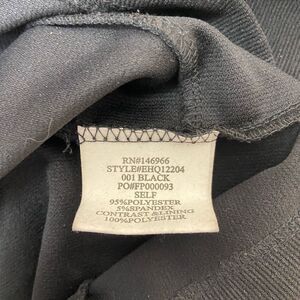 RN#146966
STYLE#EHQ12204
001 BLACK
PO#FP000093
SELF
95%POLYESTER
5%SPANDEX
CONTRAST &LINING
100%POLYESTER